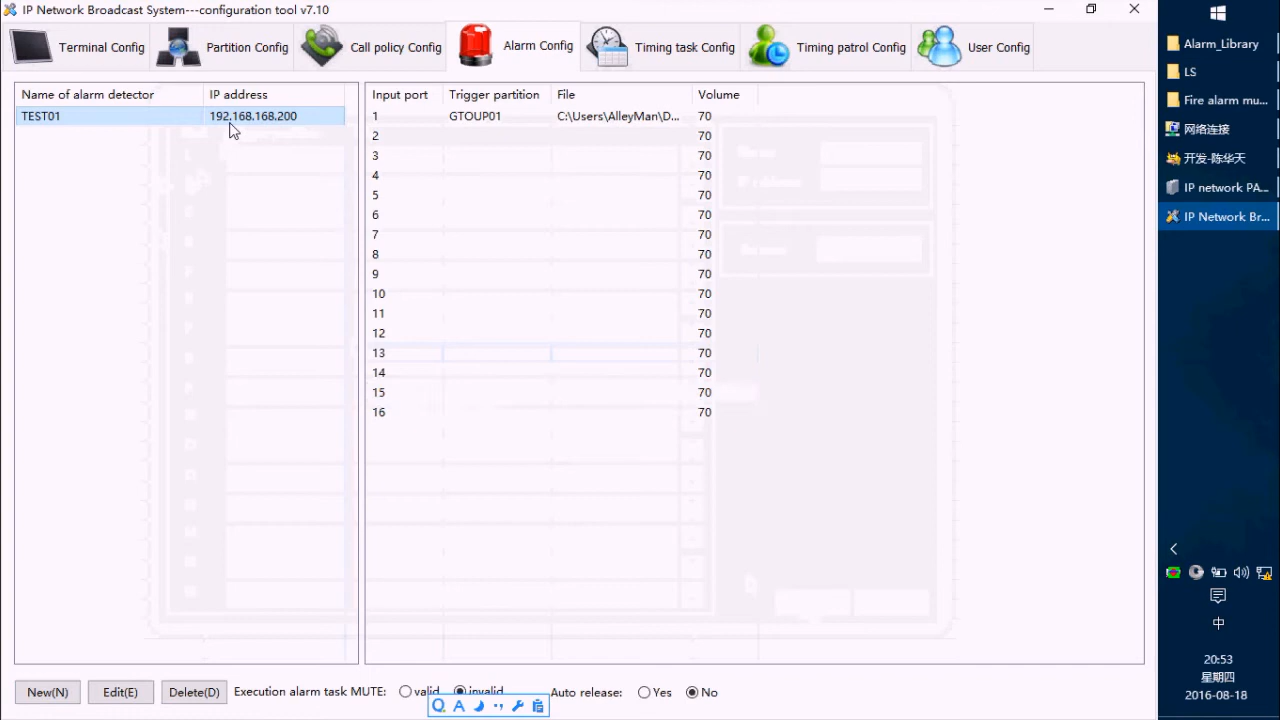 IP Network Broadcast System---configuration tool v7.10
Terminal Config
Partition Config
Call policy Config
Alarm Config
Timing task Config
Timing patrol Config
User Config
Name of alarm detector IP address
TEST01 192.168.168.200
Input port Trigger partition File Volume
1 GTOUP01 C:\Users\AlleyMan\D... 70
2 70
3 70
4 70
5 70
6 70
7 70
8 70
9 70
10 70
11 70
12 70
13 70
14 70
15 70
16 70
New(N) Edit(E) Delete(D) Execution alarm task MUTE: valid invalid Auto release: Yes No
Alarm_Library
LS
Fire alarm mu...
网络连接
开发-陈华天
IP network PA...
IP Network Br...
中
20:53
星期四
2016-08-18